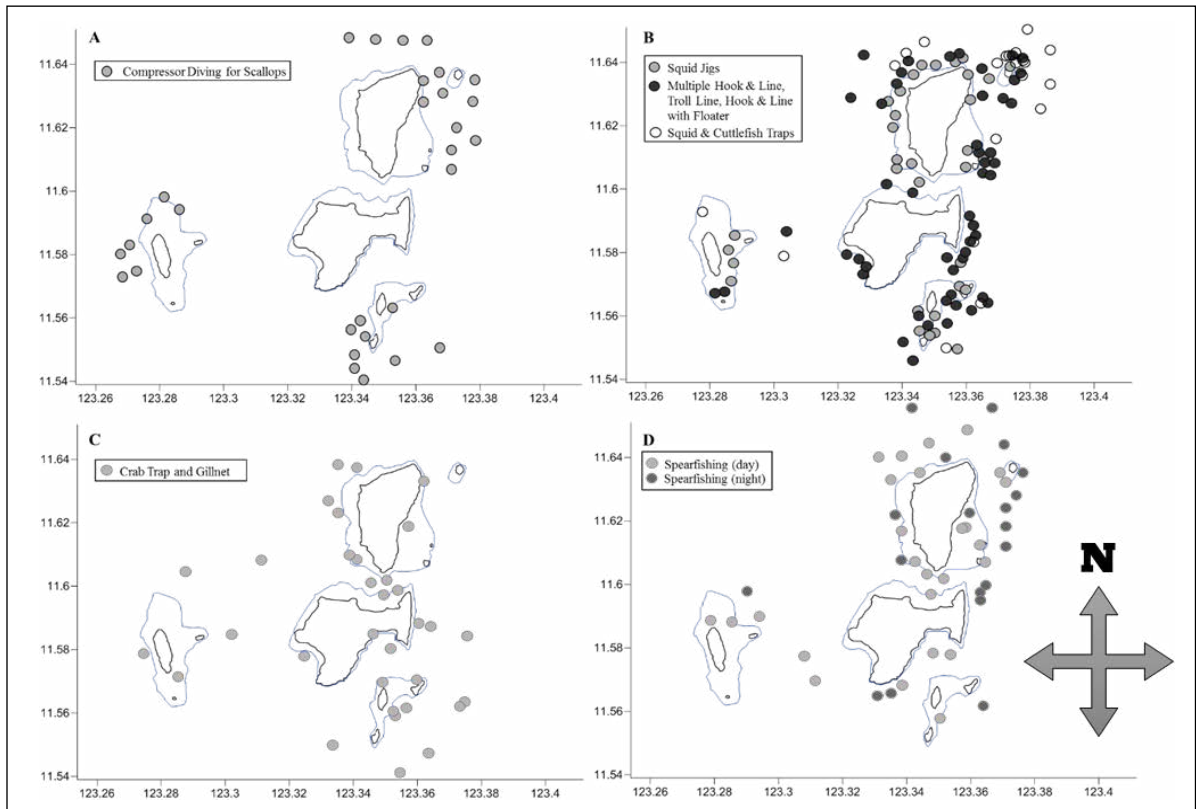 A
Compressor Diving for Scallops
11.64
11.62
11.6
11.58
11.56
11.54
123.26 123.28 123.3 123.32 123.34 123.36 123.38 123.4
B
Squid Jigs
Multiple Hook & Line,
Troll Line, Hook & Line
with Floater
Squid & Cuttlefish Traps
11.64
11.62
11.6
11.58
11.56
11.54
123.26 123.28 123.3 123.32 123.34 123.36 123.38 123.4
C
Crab Trap and Gillnet
11.64
11.62
11.6
11.58
11.56
11.54
123.26 123.28 123.3 123.32 123.34 123.36 123.38 123.4
D
Spearfishing (day)
Spearfishing (night)
11.64
11.62
11.6
11.58
11.56
11.54
123.26 123.28 123.3 123.32 123.34 123.36 123.38 123.4
N